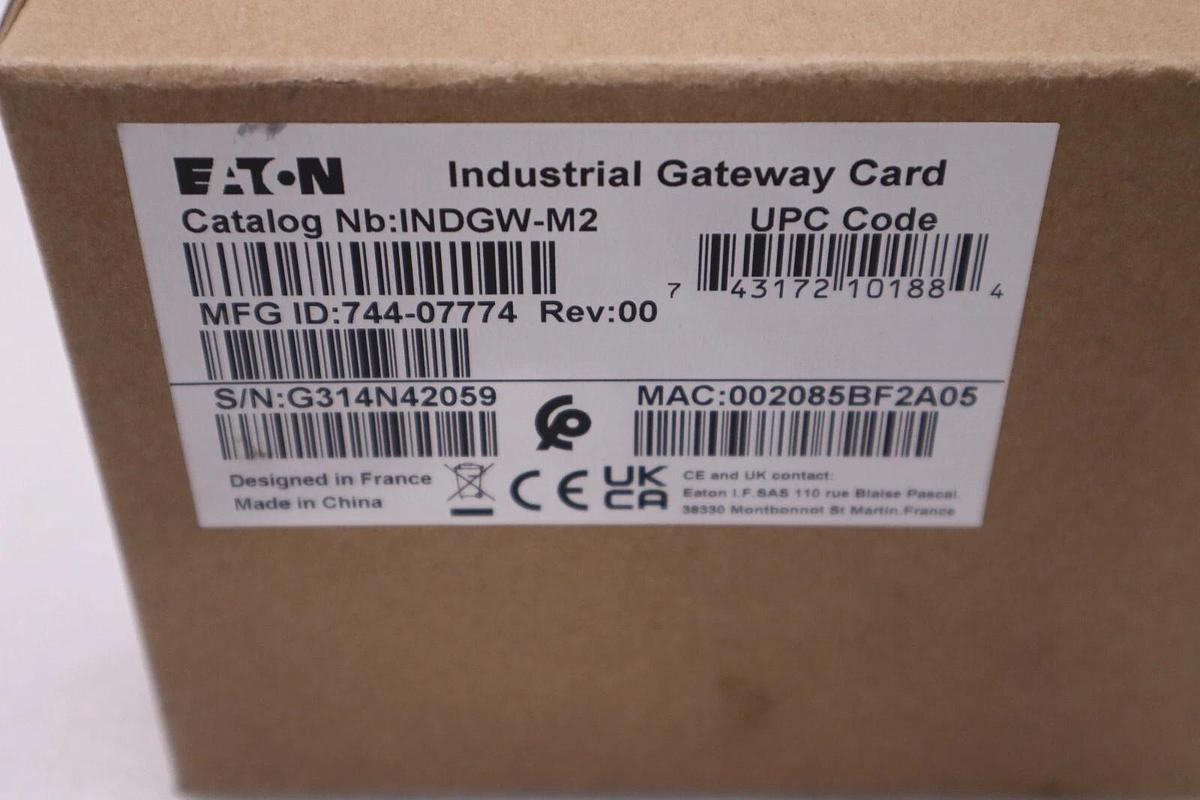 EATON Industrial Gateway Card
Catalog Nb:INDGW-M2
UPC Code
7 43172 10188 4
MFG ID:744-07774 Rev:00
S/N:G314N42059
MAC:002085BF2A05
Designed in France
Made in China
CE
UK
CA
CE and UK contact:
Eaton I.F.SAS 110 rue Blaise Pascal.
38330 Montbonnot St Martin.France